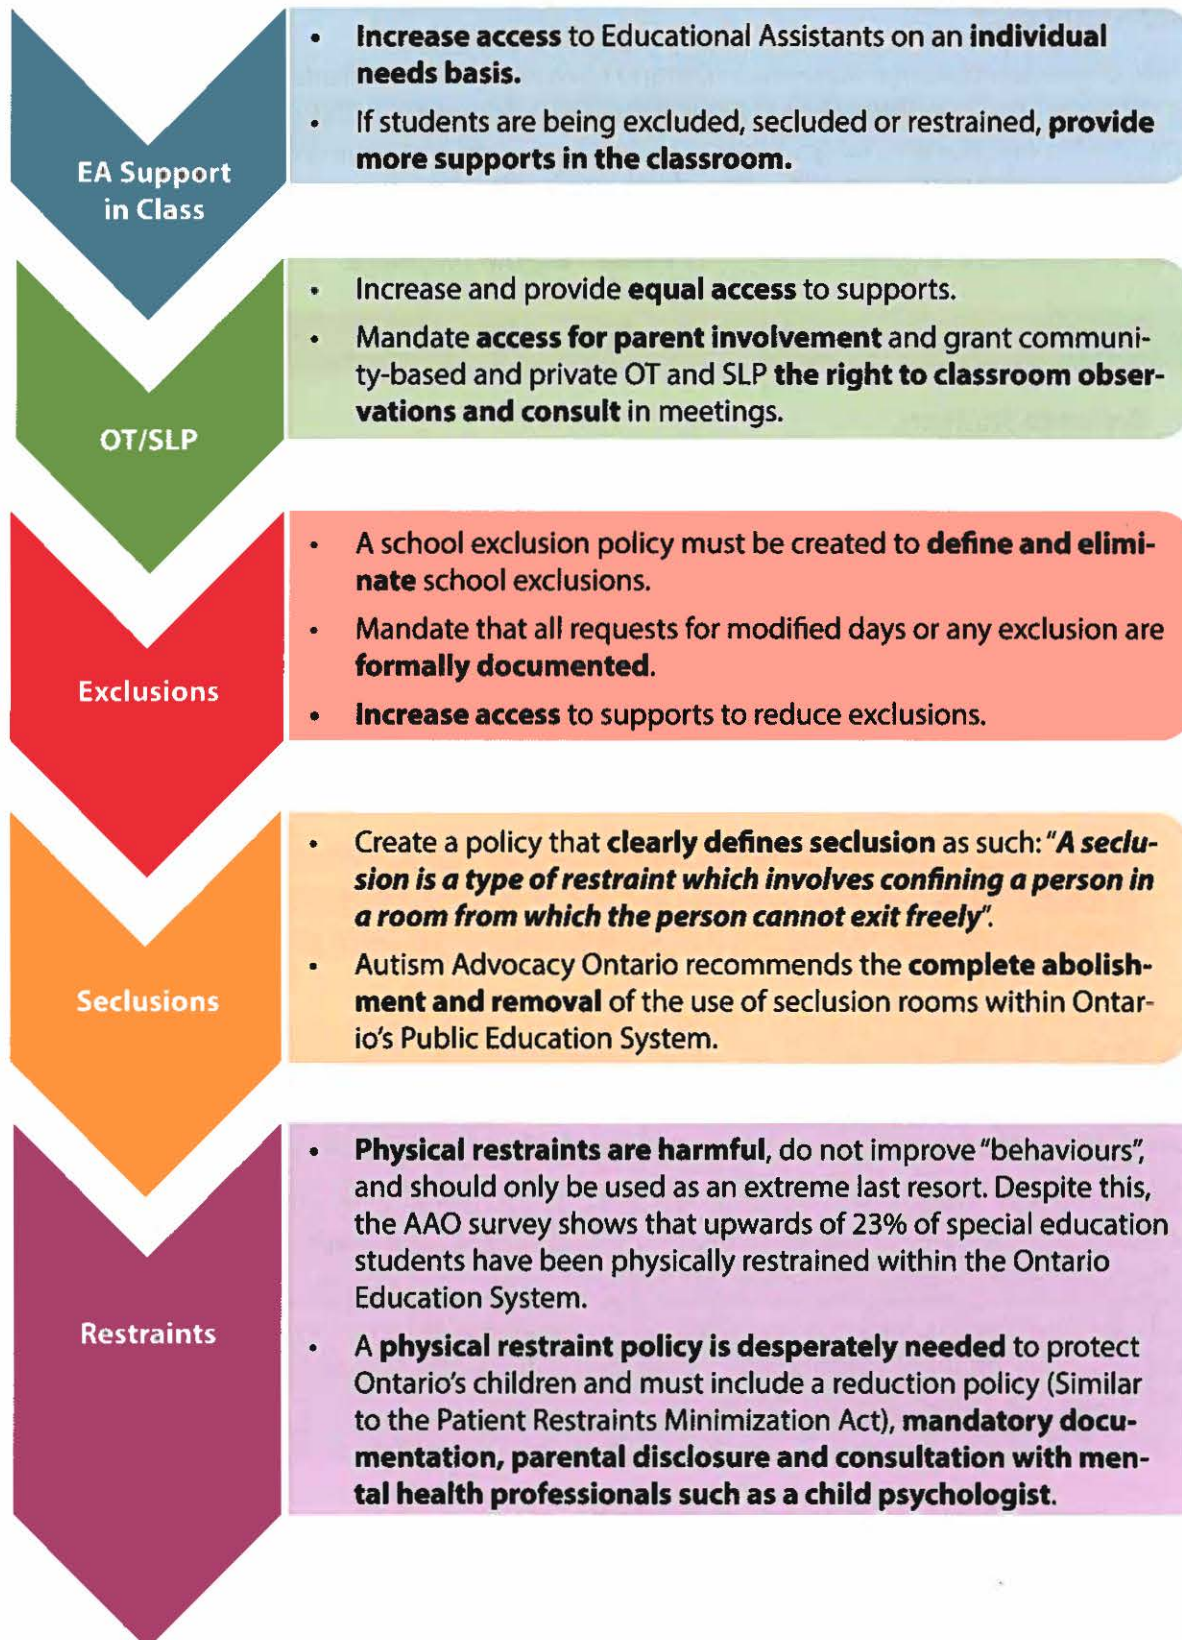 EA Support
in Class
• Increase access to Educational Assistants on an individual
needs basis.
• If students are being excluded, secluded or restrained, provide
more supports in the classroom.
OT/SLP
• Increase and provide equal access to supports.
• Mandate access for parent involvement and grant communi-
ty-based and private OT and SLP the right to classroom obser-
vations and consult in meetings.
Exclusions
• A school exclusion policy must be created to define and elimi-
nate school exclusions.
• Mandate that all requests for modified days or any exclusion are
formally documented.
• Increase access to supports to reduce exclusions.
Seclusions
• Create a policy that clearly defines seclusion as such: "A seclu-
sion is a type of restraint which involves confining a person in
a room from which the person cannot exit freely".
• Autism Advocacy Ontario recommends the complete abolish-
ment and removal of the use of seclusion rooms within Ontar-
io's Public Education System.
Restraints
• Physical restraints are harmful, do not improve "behaviours",
and should only be used as an extreme last resort. Despite this,
the AAO survey shows that upwards of 23% of special education
students have been physically restrained within the Ontario
Education System.
• A physical restraint policy is desperately needed to protect
Ontario's children and must include a reduction policy (Similar
to the Patient Restraints Minimization Act), mandatory docu-
mentation, parental disclosure and consultation with men-
tal health professionals such as a child psychologist.